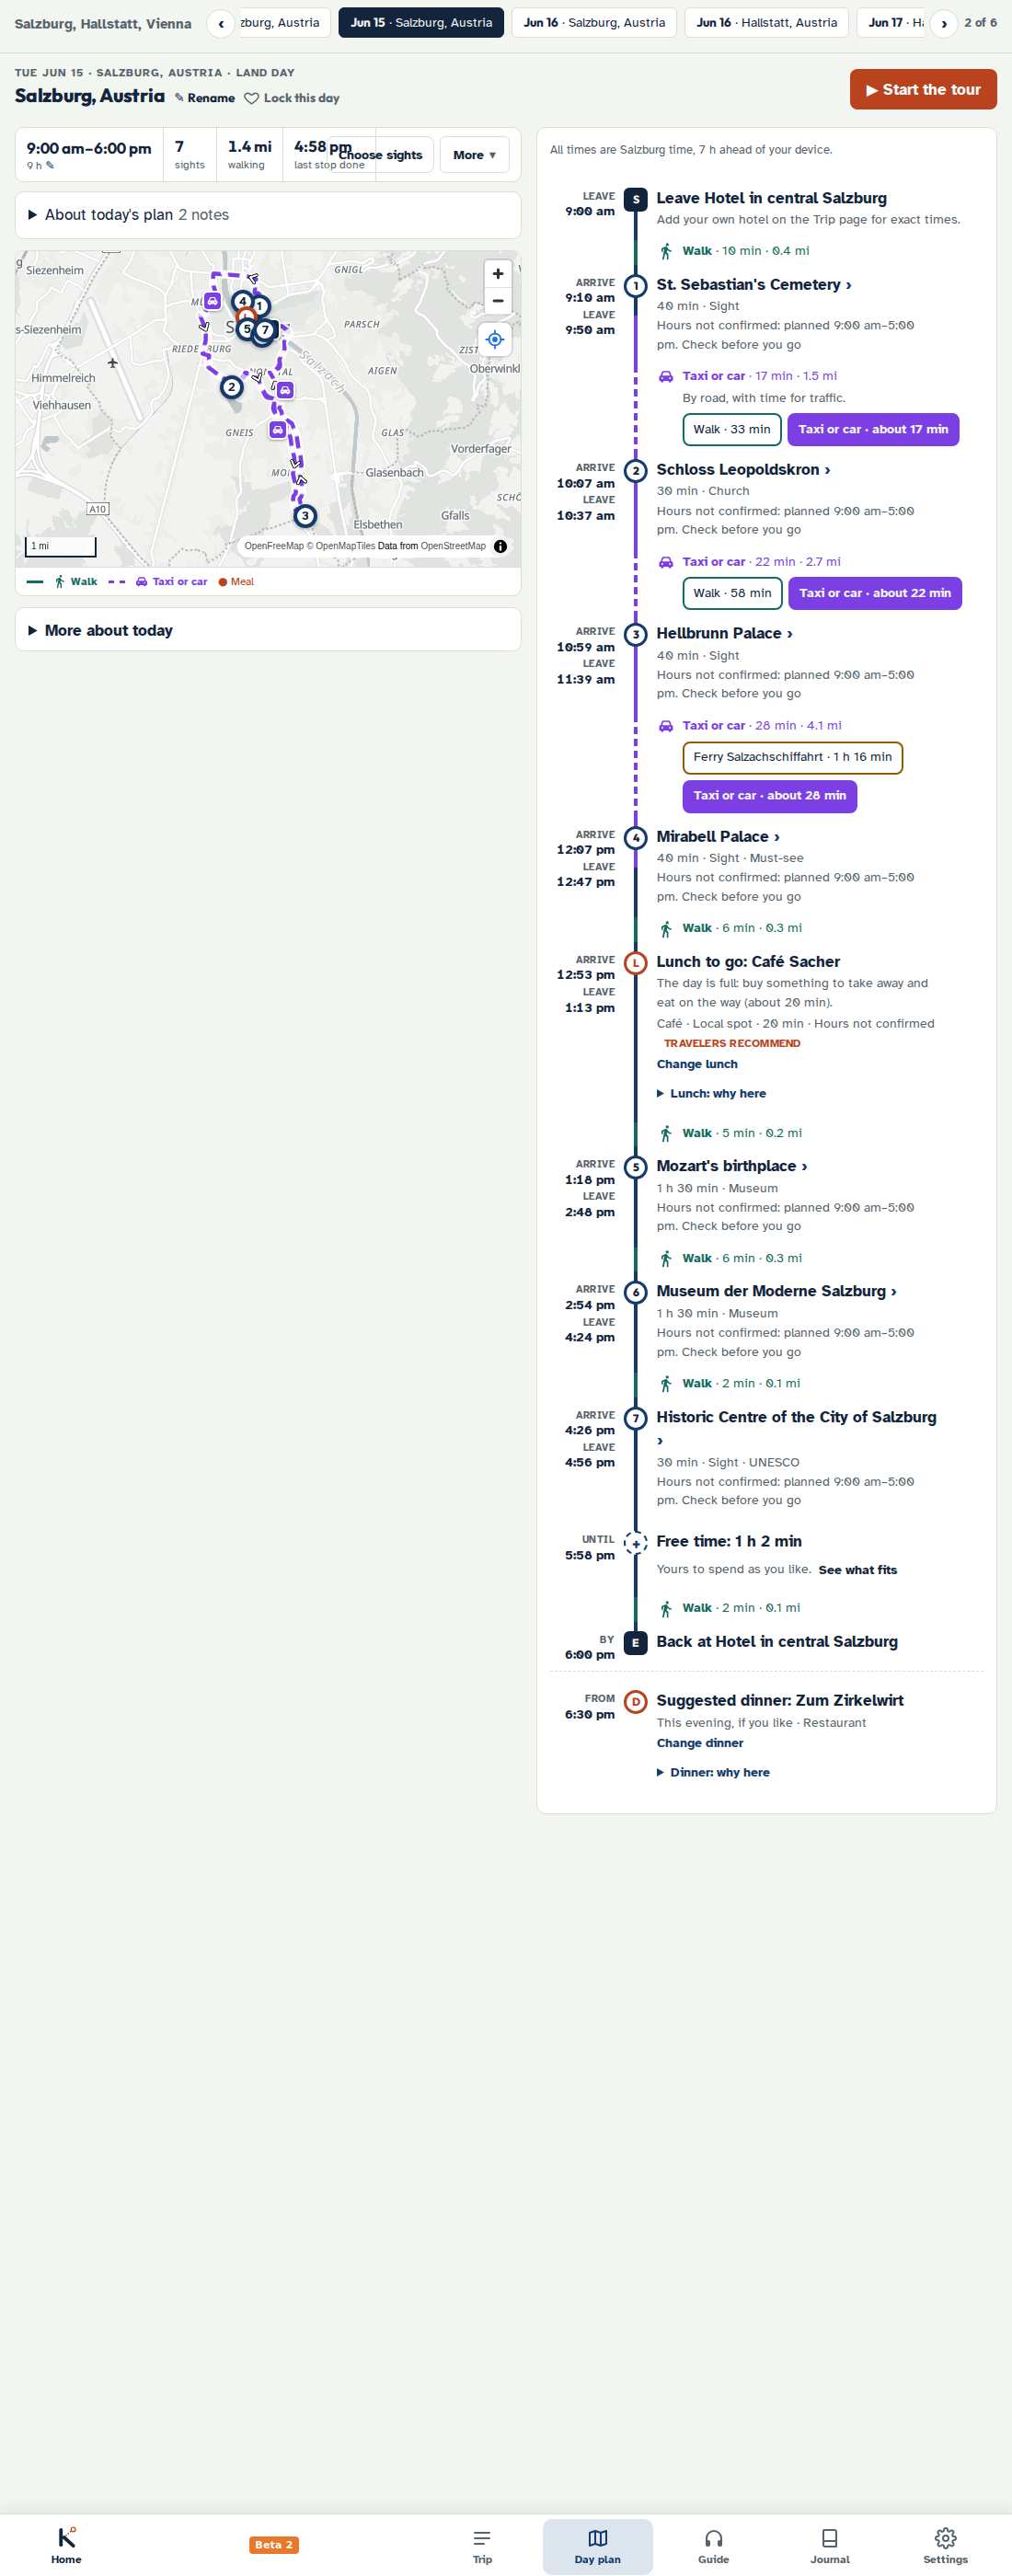 Salzburg, Hallstatt, Vienna
‹
zburg, Austria
Jun 15 · Salzburg, Austria
Jun 16 · Salzburg, Austria
Jun 16 · Hallstatt, Austria
Jun 17 · Ha
›
2 of 6
TUE JUN 15 · SALZBURG, AUSTRIA · LAND DAY
Salzburg, Austria ✎ Rename Lock this day
▶ Start the tour
9:00 am–6:00 pm
9 h ✎
7
sights
1.4 mi
walking
4:58 pm
last stop done
Choose sights
More ▾
▶ About today's plan 2 notes
g
Siezenheim
GNIGL
s-Siezenheim
PARSCH
RIEDENBURG
ZIST
Himmelreich
Salzach
AIGEN
Oberwinkl
Viehhausen
GNEIS
GLAS
Vorderfager
Glasenbach
SCHÖ
A10
Elsbethen
Gfalls
4
1
5
7
2
3
+
−
1 mi
OpenFreeMap © OpenMapTiles Data from OpenStreetMap
Walk
Taxi or car
Meal
▶ More about today
All times are Salzburg time, 7 h ahead of your device.
LEAVE
9:00 am
S
Leave Hotel in central Salzburg
Add your own hotel on the Trip page for exact times.
Walk · 10 min · 0.4 mi
ARRIVE
9:10 am
LEAVE
9:50 am
1
St. Sebastian's Cemetery ›
40 min · Sight
Hours not confirmed: planned 9:00 am–5:00
pm. Check before you go
Taxi or car · 17 min · 1.5 mi
By road, with time for traffic.
Walk · 33 min
Taxi or car · about 17 min
ARRIVE
10:07 am
LEAVE
10:37 am
2
Schloss Leopoldskron ›
30 min · Church
Hours not confirmed: planned 9:00 am–5:00
pm. Check before you go
Taxi or car · 22 min · 2.7 mi
Walk · 58 min
Taxi or car · about 22 min
ARRIVE
10:59 am
LEAVE
11:39 am
3
Hellbrunn Palace ›
40 min · Sight
Hours not confirmed: planned 9:00 am–5:00
pm. Check before you go
Taxi or car · 28 min · 4.1 mi
Ferry Salzachschiffahrt · 1 h 16 min
Taxi or car · about 28 min
ARRIVE
12:07 pm
LEAVE
12:47 pm
4
Mirabell Palace ›
40 min · Sight · Must-see
Hours not confirmed: planned 9:00 am–5:00
pm. Check before you go
Walk · 6 min · 0.3 mi
ARRIVE
12:53 pm
LEAVE
1:13 pm
L
Lunch to go: Café Sacher
The day is full: buy something to take away and
eat on the way (about 20 min).
Café · Local spot · 20 min · Hours not confirmed
TRAVELERS RECOMMEND
Change lunch
▶ Lunch: why here
Walk · 5 min · 0.2 mi
ARRIVE
1:18 pm
LEAVE
2:48 pm
5
Mozart's birthplace ›
1 h 30 min · Museum
Hours not confirmed: planned 9:00 am–5:00
pm. Check before you go
Walk · 6 min · 0.3 mi
ARRIVE
2:54 pm
LEAVE
4:24 pm
6
Museum der Moderne Salzburg ›
1 h 30 min · Museum
Hours not confirmed: planned 9:00 am–5:00
pm. Check before you go
Walk · 2 min · 0.1 mi
ARRIVE
4:26 pm
LEAVE
4:56 pm
7
Historic Centre of the City of Salzburg
›
30 min · Sight · UNESCO
Hours not confirmed: planned 9:00 am–5:00
pm. Check before you go
UNTIL
5:58 pm
+
Free time: 1 h 2 min
Yours to spend as you like. See what fits
Walk · 2 min · 0.1 mi
BY
6:00 pm
E
Back at Hotel in central Salzburg
FROM
6:30 pm
D
Suggested dinner: Zum Zirkelwirt
This evening, if you like · Restaurant
Change dinner
▶ Dinner: why here
Home
Beta 2
Trip
Day plan
Guide
Journal
Settings